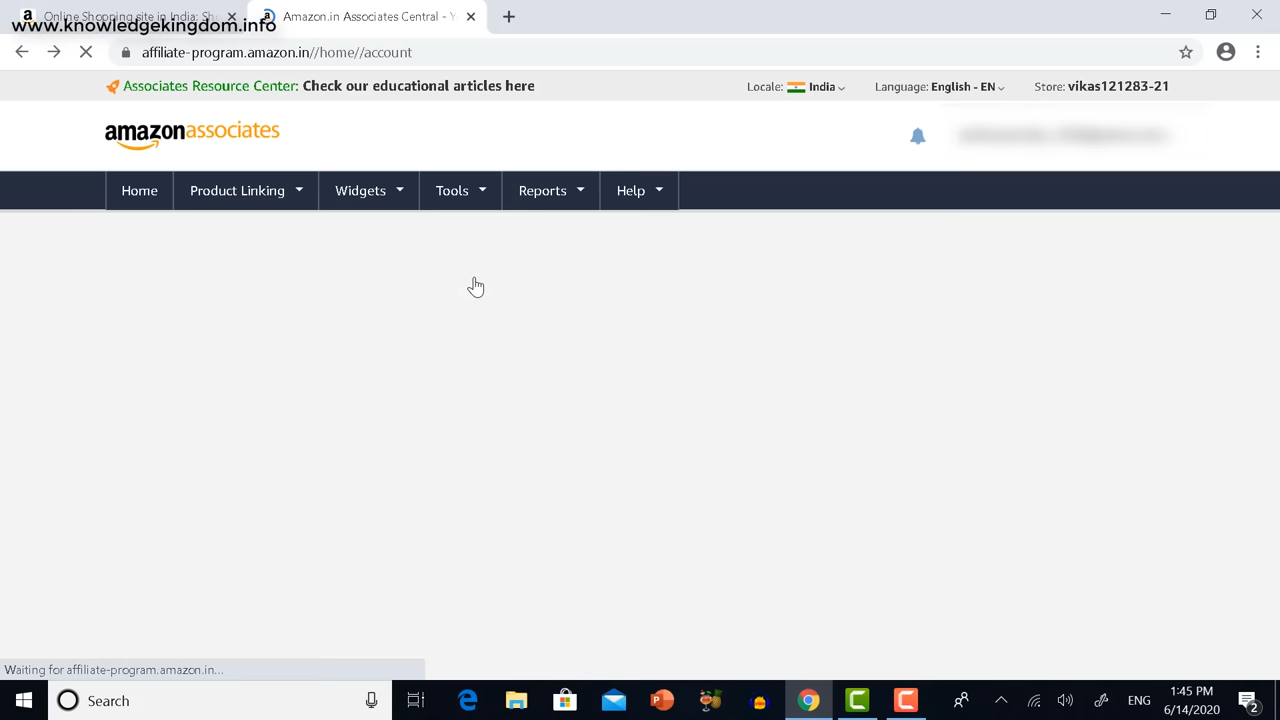 Online Shopping site in India: Sh
Amazon.in Associates Central - Y
www.knowledgekingdom.info
affiliate-program.amazon.in//home//account
Associates Resource Center: Check our educational articles here
Locale: India
Language: English - EN
Store: vikas121283-21
amazonassociates
Home
Product Linking
Widgets
Tools
Reports
Help
Waiting for affiliate-program.amazon.in...
Search
ENG
1:45 PM
6/14/2020
2